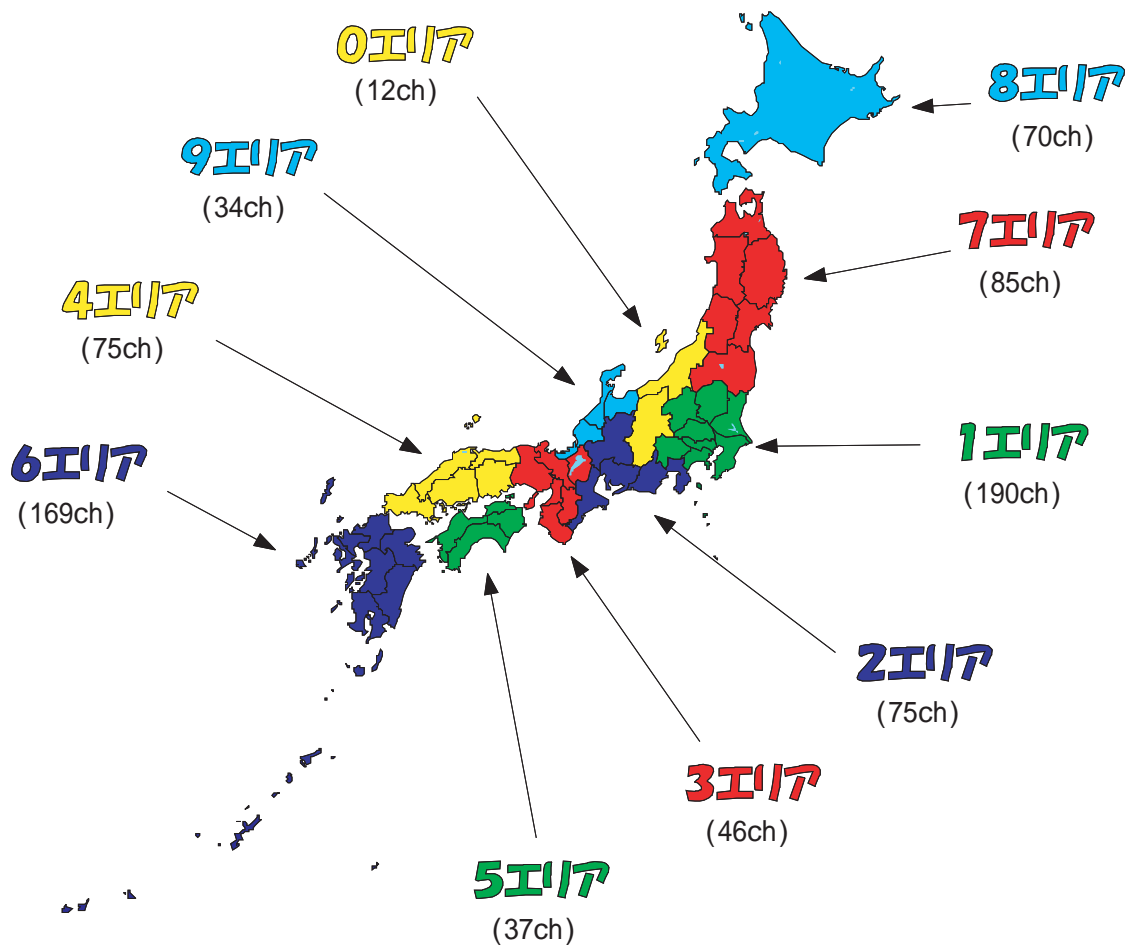 0エリア
(12ch)
8エリア
(70ch)
9エリア
(34ch)
7エリア
(85ch)
4エリア
(75ch)
1エリア
(190ch)
6エリア
(169ch)
2エリア
(75ch)
3エリア
(46ch)
5エリア
(37ch)